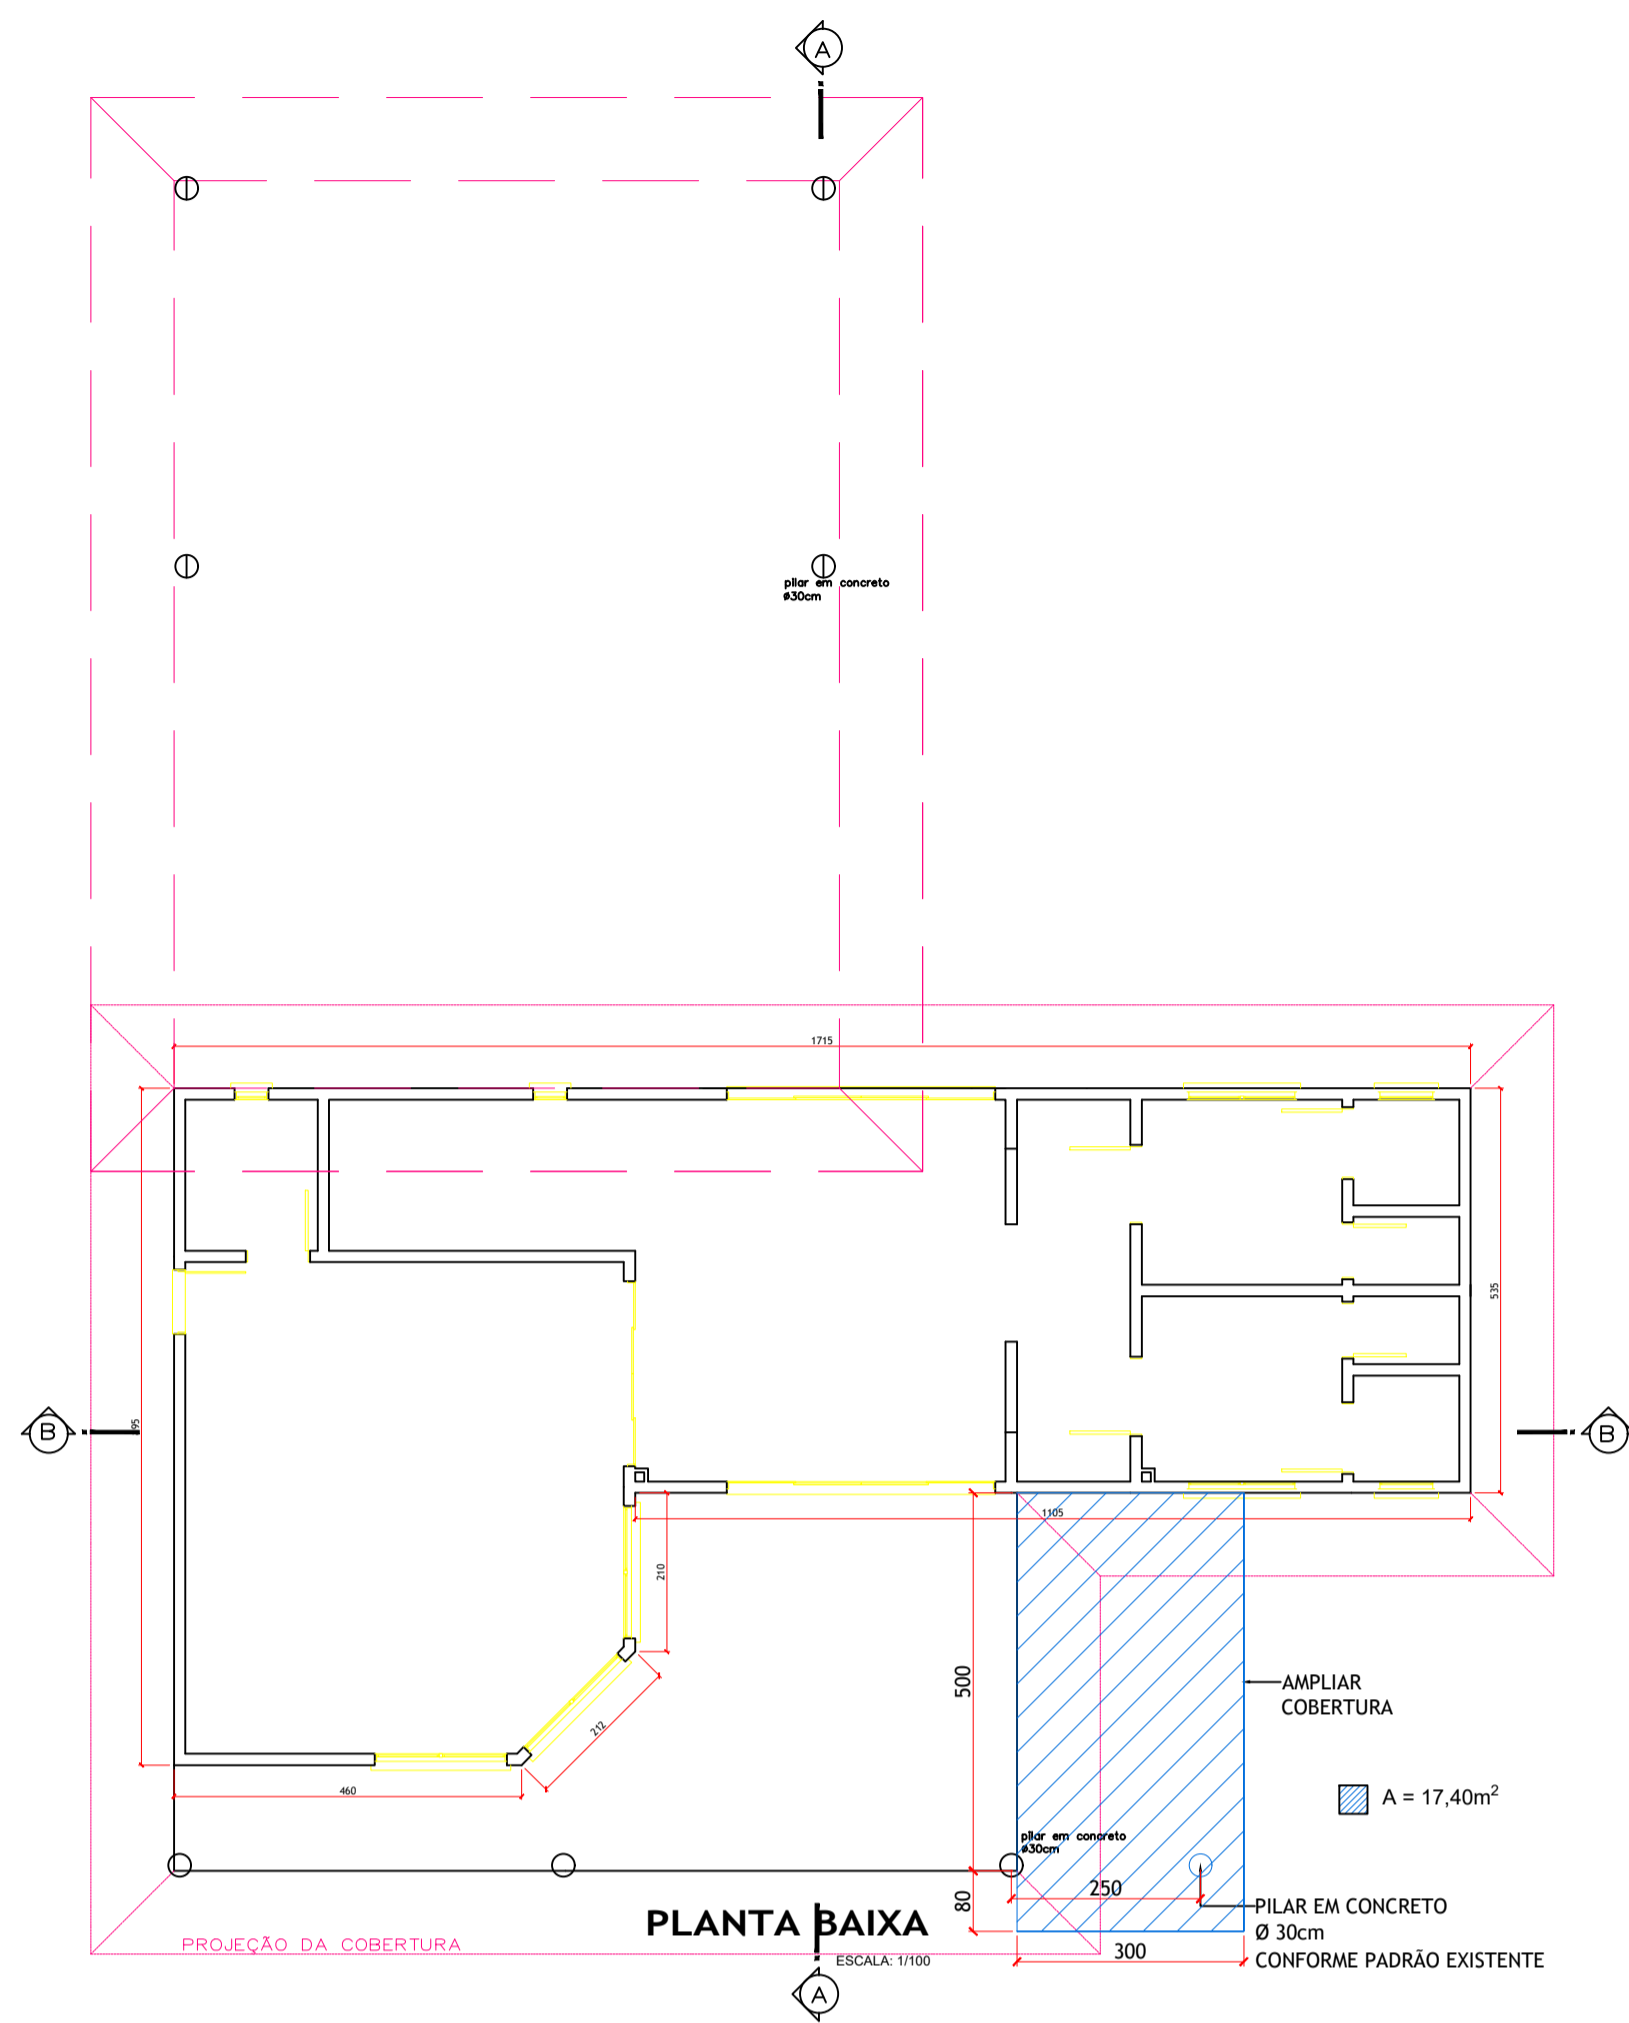 A
pilar em concreto
ø30cm
1715
535
95
B
B
1105
210
212
500
AMPLIAR
COBERTURA
460
A = 17,40m²
pilar em concreto
ø30cm
250
80
PILAR EM CONCRETO
Ø 30cm
CONFORME PADRÃO EXISTENTE
PLANTA BAIXA
PROJEÇÃO DA COBERTURA
ESCALA: 1/100
300
A